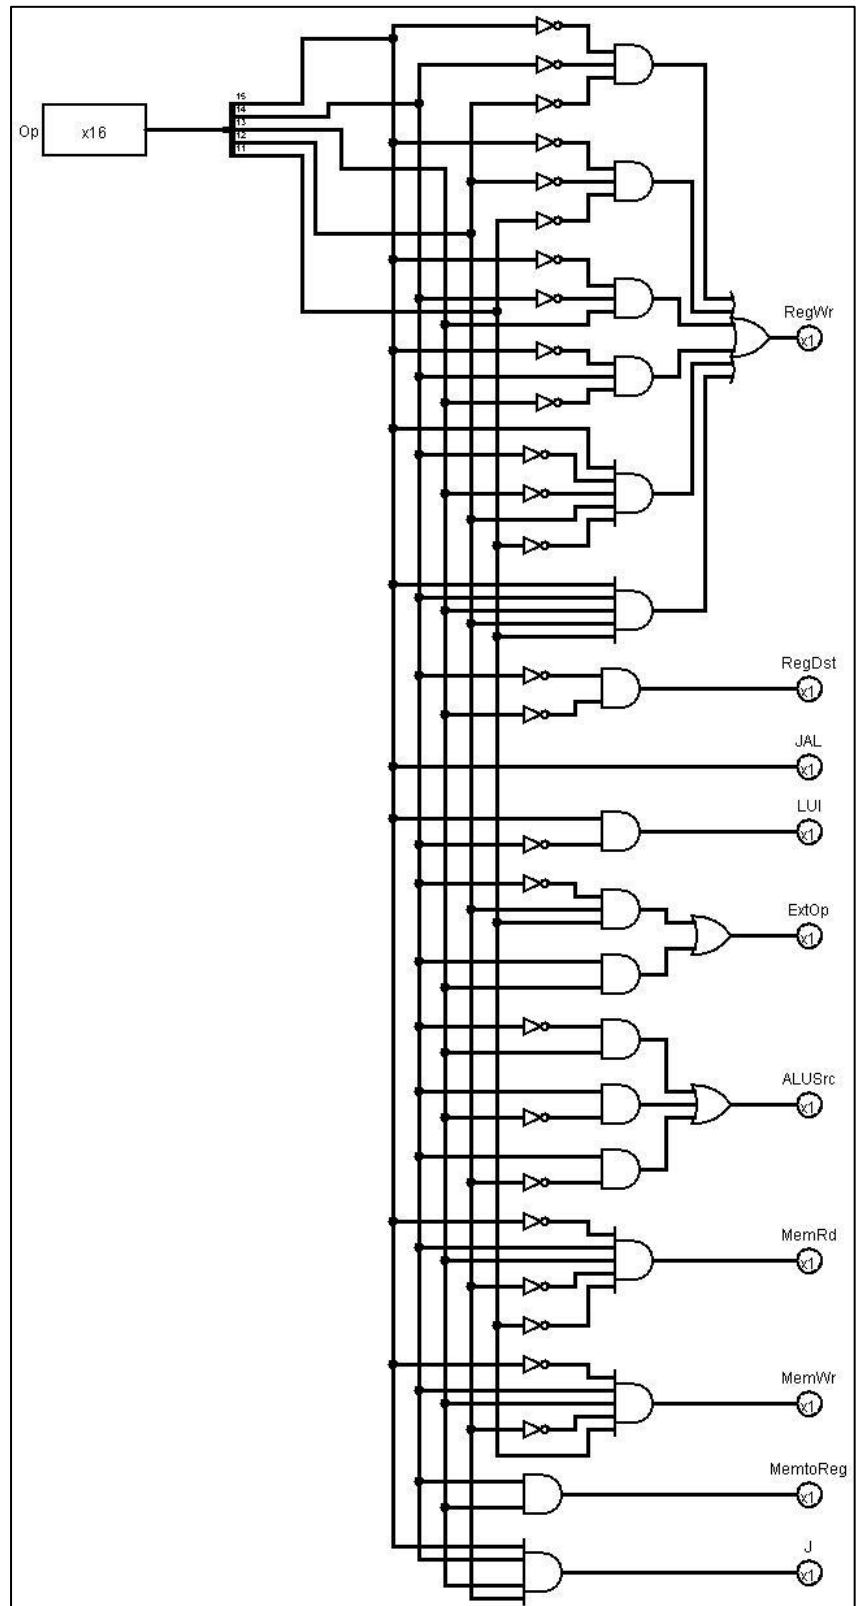 15
14
13
12
11
Op
x16
RegWr
x1
RegDst
x1
JAL
x1
LUI
x1
ExtOp
x1
ALUSrc
x1
MemRd
x1
MemWr
x1
MemtoReg
x1
J
x1